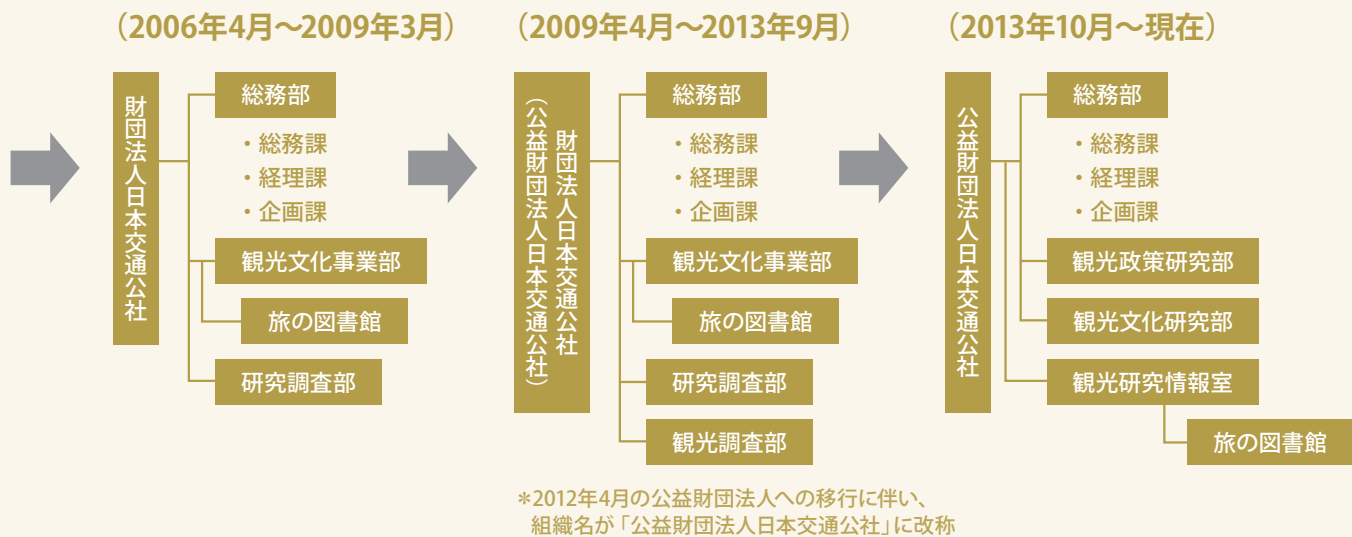 （2006年4月～2009年3月）
財団法人日本交通公社
総務部
・総務課
・経理課
・企画課
観光文化事業部
旅の図書館
研究調査部
（2009年4月～2013年9月）
財団法人日本交通公社
（公益財団法人日本交通公社）
総務部
・総務課
・経理課
・企画課
観光文化事業部
旅の図書館
研究調査部
観光調査部
＊2012年4月の公益財団法人への移行に伴い、
組織名が「公益財団法人日本交通公社」に改称
（2013年10月～現在）
公益財団法人日本交通公社
総務部
・総務課
・経理課
・企画課
観光政策研究部
観光文化研究部
観光研究情報室
旅の図書館